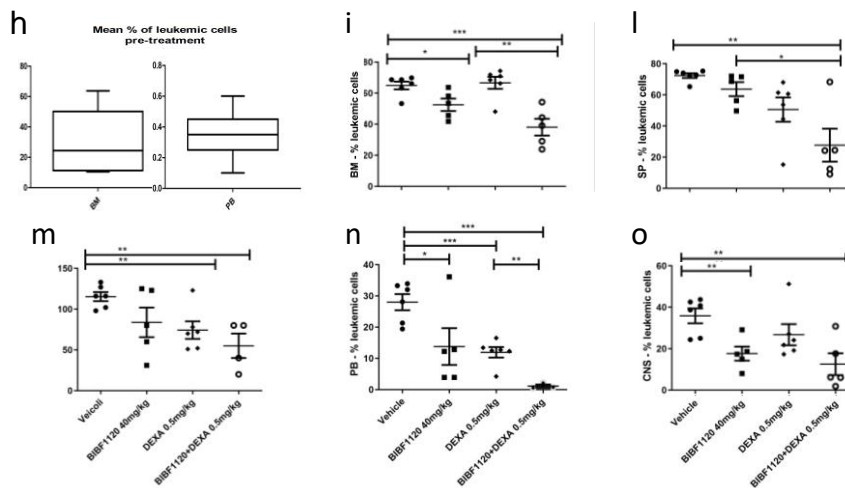 h
Mean % of leukemic cells
pre-treatment
80
60
40
20
0
BM
0.8
0.6
0.4
0.2
0.0
PB
i
***
*
**
BM - % leukemic cells
80
60
40
20
0
l
**
*
SP - % leukemic cells
80
60
40
20
0
m
**
**
150
100
50
0
Veicoli
BIBF1120 40mg/kg
DEXA 0.5mg/kg
BIBF1120+DEXA 0.5mg/kg
n
***
***
*
**
PB - % leukemic cells
40
30
20
10
0
Vehicle
BIBF1120 40mg/kg
DEXA 0.5mg/kg
BIBF1120+DEXA 0.5mg/kg
o
**
**
CNS - % leukemic cells
60
40
20
0
Vehicle
BIBF1120 40mg/kg
DEXA 0.5mg/kg
BIBF1120+DEXA 0.5mg/kg